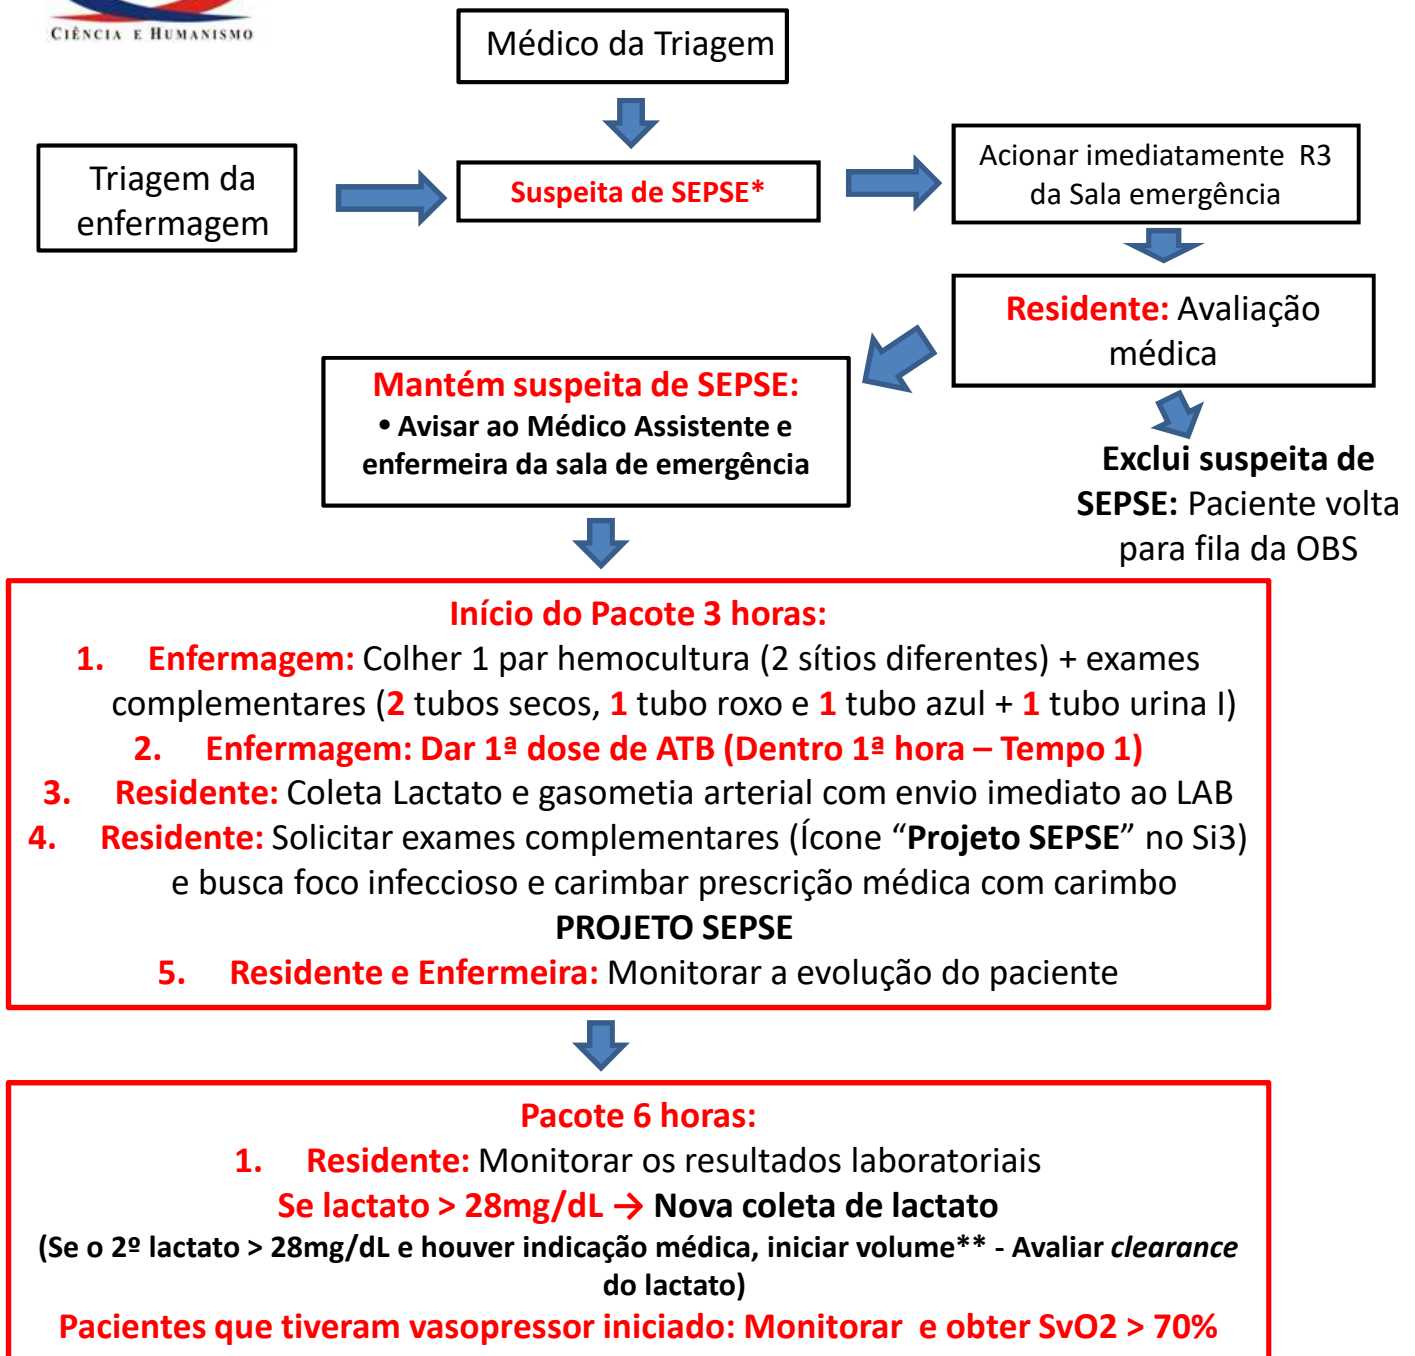 CIÊNCIA E HUMANISMO
Médico da Triagem
Triagem da
enfermagem
Suspeita de SEPSE*
Acionar imediatamente R3
da Sala emergência
Residente: Avaliação
médica
Mantém suspeita de SEPSE:
• Avisar ao Médico Assistente e
enfermeira da sala de emergência
Exclui suspeita de
SEPSE: Paciente volta
para fila da OBS
Início do Pacote 3 horas:
1. Enfermagem: Colher 1 par hemocultura (2 sítios diferentes) + exames
complementares (2 tubos secos, 1 tubo roxo e 1 tubo azul + 1 tubo urina I)
2. Enfermagem: Dar 1ª dose de ATB (Dentro 1ª hora – Tempo 1)
3. Residente: Coleta Lactato e gasometia arterial com envio imediato ao LAB
4. Residente: Solicitar exames complementares (Ícone “Projeto SEPSE” no Si3)
e busca foco infeccioso e carimbar prescrição médica com carimbo
PROJETO SEPSE
5. Residente e Enfermeira: Monitorar a evolução do paciente
Pacote 6 horas:
1. Residente: Monitorar os resultados laboratoriais
Se lactato > 28mg/dL → Nova coleta de lactato
(Se o 2º lactato > 28mg/dL e houver indicação médica, iniciar volume** - Avaliar clearance
do lactato)
Pacientes que tiveram vasopressor iniciado: Monitorar e obter SvO2 > 70%